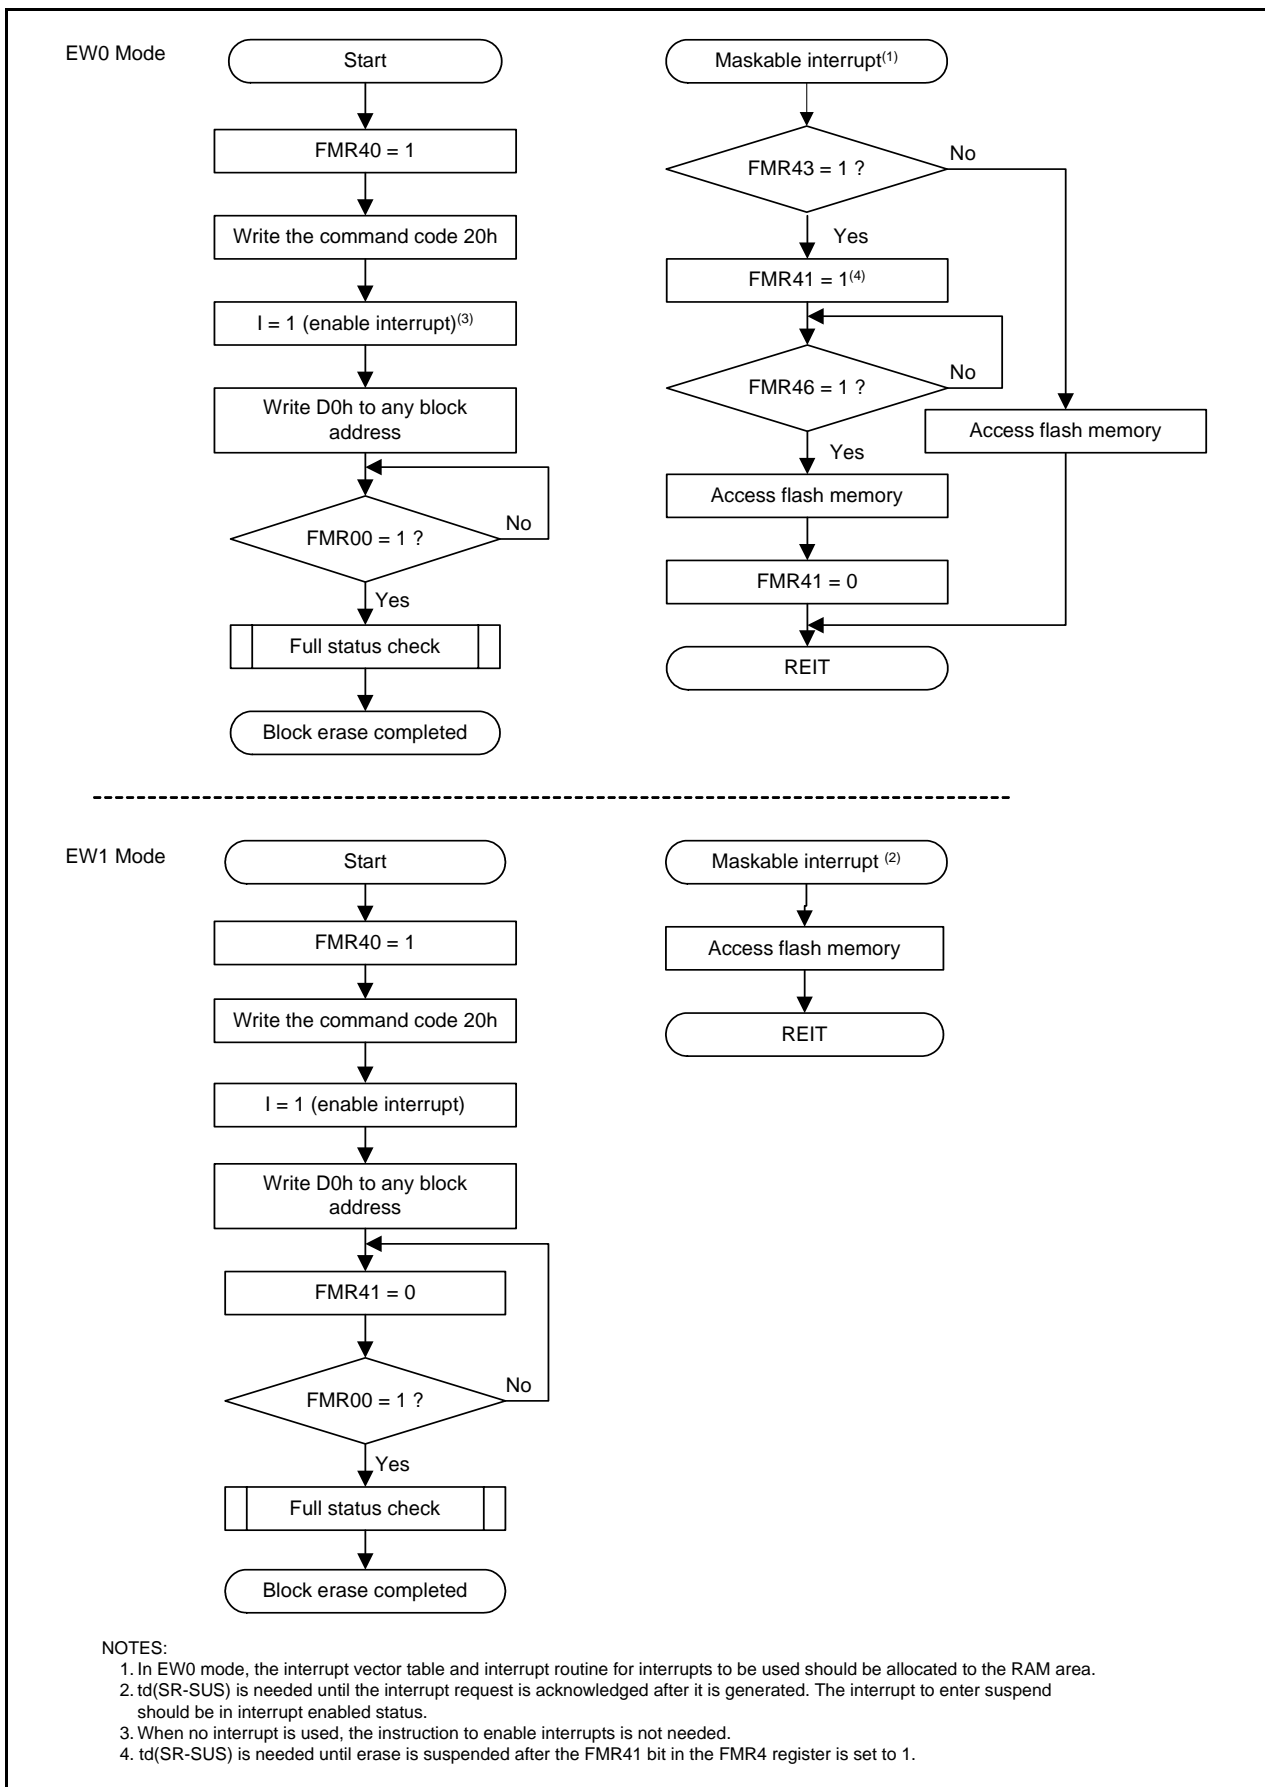 EW0 Mode
Start
FMR40 = 1
Write the command code 20h
I = 1 (enable interrupt)(3)
Write D0h to any block
address
FMR00 = 1 ?
No
Yes
Full status check
Block erase completed
Maskable interrupt(1)
FMR43 = 1 ?
No
Yes
FMR41 = 1(4)
FMR46 = 1 ?
No
Yes
Access flash memory
Access flash memory
FMR41 = 0
REIT
EW1 Mode
Start
FMR40 = 1
Write the command code 20h
I = 1 (enable interrupt)
Write D0h to any block
address
FMR41 = 0
FMR00 = 1 ?
No
Yes
Full status check
Block erase completed
Maskable interrupt (2)
Access flash memory
REIT
NOTES:
1. In EW0 mode, the interrupt vector table and interrupt routine for interrupts to be used should be allocated to the RAM area.
2. td(SR-SUS) is needed until the interrupt request is acknowledged after it is generated. The interrupt to enter suspend
should be in interrupt enabled status.
3. When no interrupt is used, the instruction to enable interrupts is not needed.
4. td(SR-SUS) is needed until erase is suspended after the FMR41 bit in the FMR4 register is set to 1.